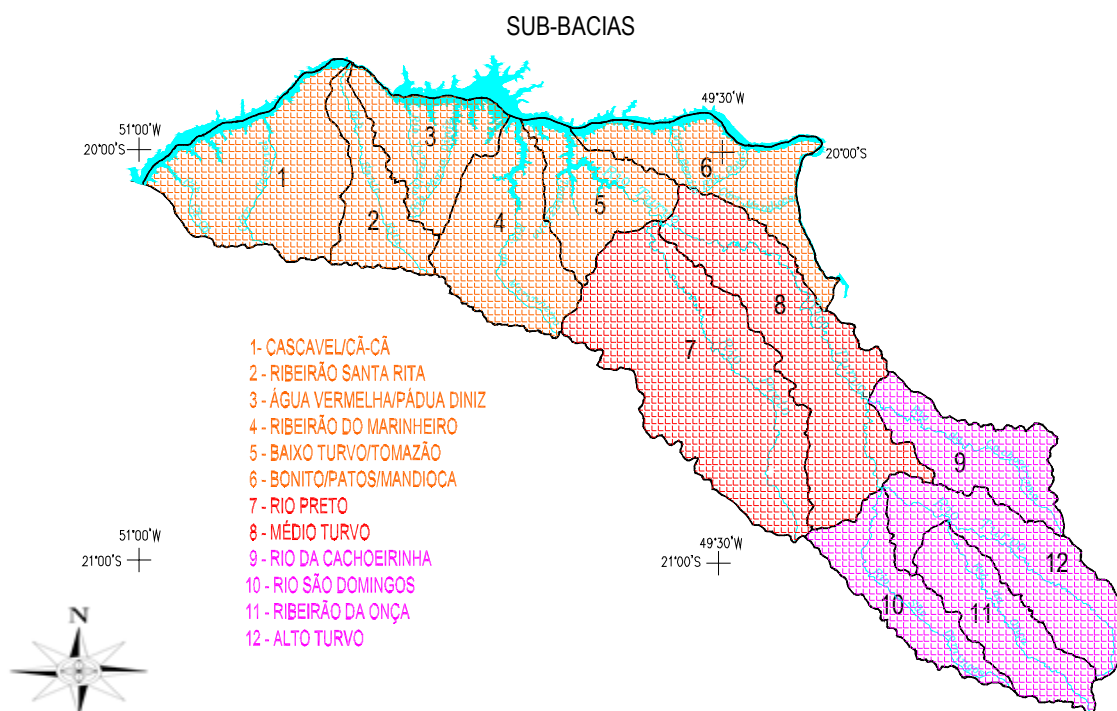 SUB-BACIAS
49°30'W
51°00'W
20°00'S
20°00'S
1
2
3
4
5
6
7
8
9
10
11
12
1- CASCAVEL/CÃ-CÃ
2 - RIBEIRÃO SANTA RITA
3 - ÁGUA VERMELHA/PÁDUA DINIZ
4 - RIBEIRÃO DO MARINHEIRO
5 - BAIXO TURVO/TOMAZÃO
6 - BONITO/PATOS/MANDIOCA
7 - RIO PRETO
8 - MÉDIO TURVO
9 - RIO DA CACHOEIRINHA
10 - RIO SÃO DOMINGOS
11 - RIBEIRÃO DA ONÇA
12 - ALTO TURVO
51°00'W
21°00'S
49°30'W
21°00'S
N